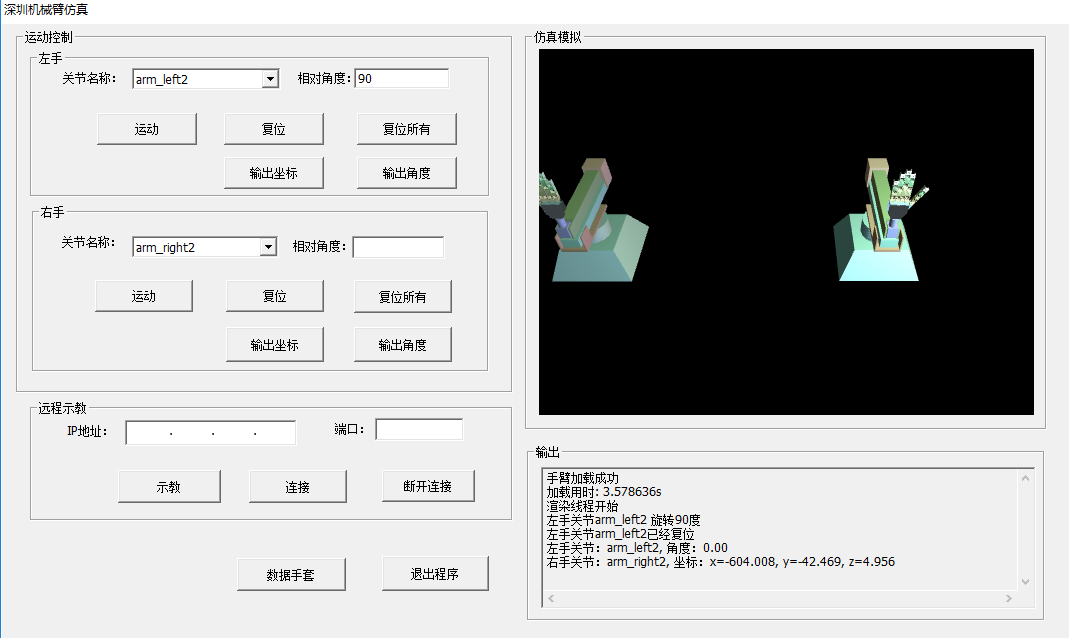 深圳机械臂仿真
运动控制
左手
关节名称： arm_left2 相对角度: 90
运动 复位 复位所有
输出坐标 输出角度
右手
关节名称： arm_right2 相对角度:
运动 复位 复位所有
输出坐标 输出角度
远程示教
IP地址： . . . 端口：
示教 连接 断开连接
数据手套 退出程序
仿真模拟
输出
手臂加载成功
加载用时: 3.578636s
渲染线程开始
左手关节arm_left2 旋转90度
左手关节arm_left2已经复位
左手关节：arm_left2, 角度：0.00
右手关节：arm_right2, 坐标：x=-604.008, y=-42.469, z=4.956